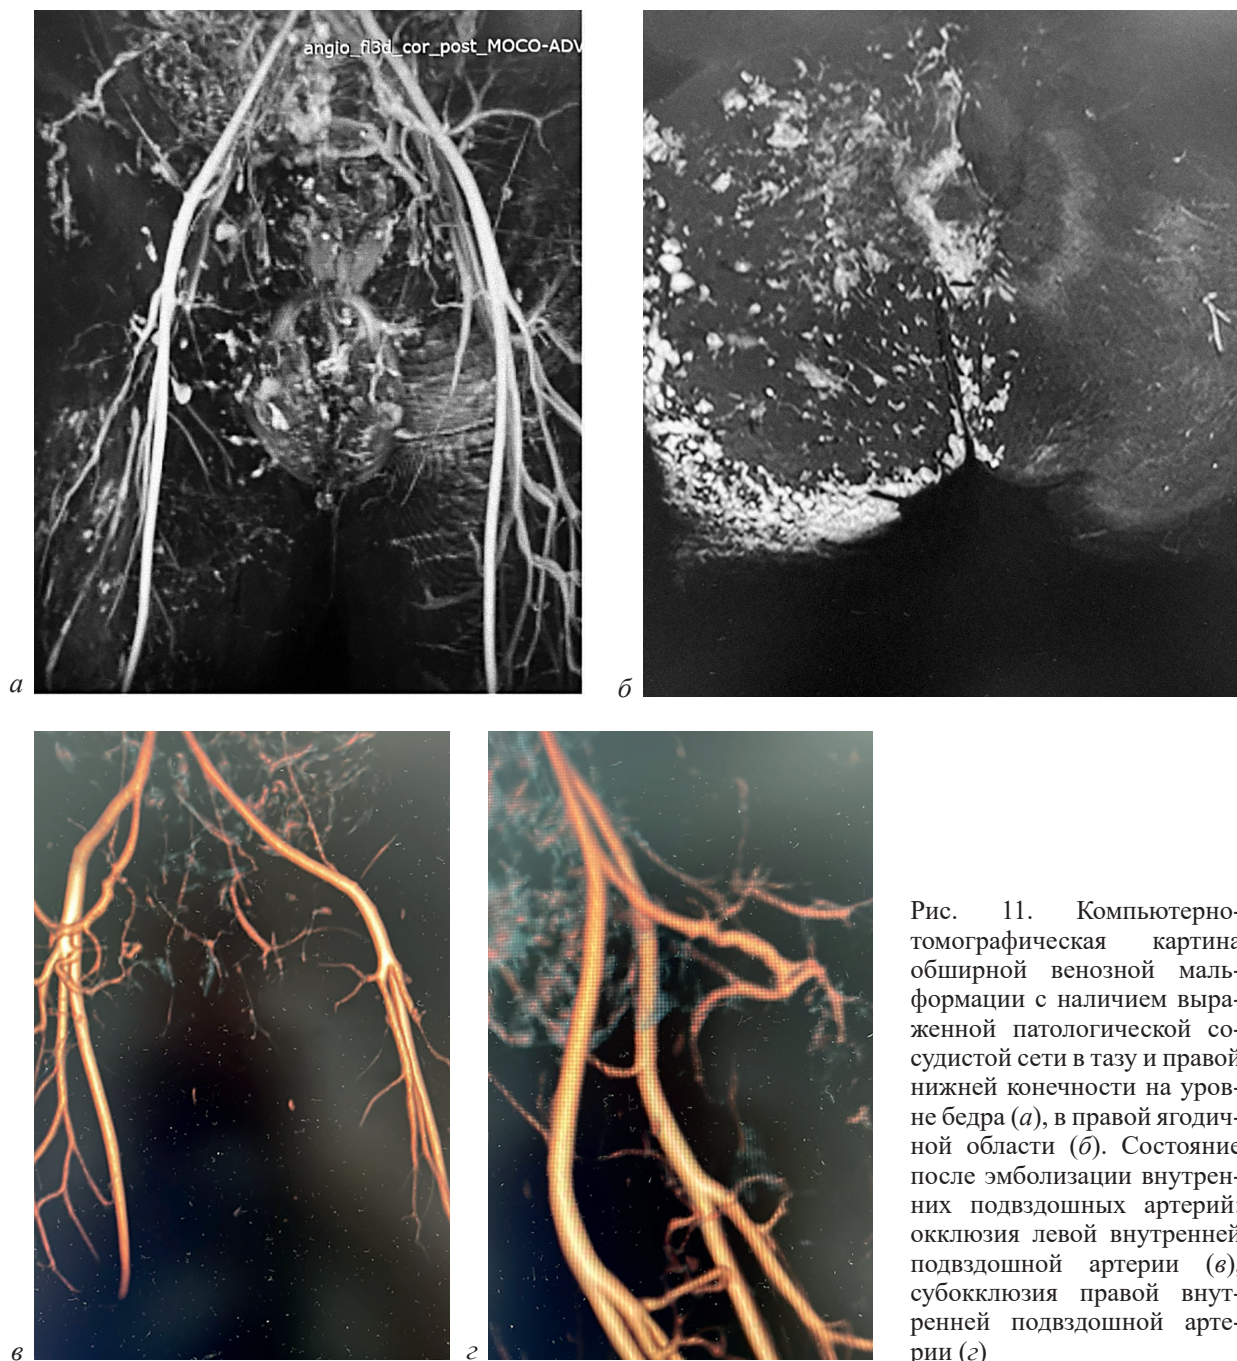 angio_fl3d_cor_post_MOCO-ADV
а
б
в
г
Рис. 11. Компьютерно-
томографическая картина
обширной венозной маль-
формации с наличием выра-
женной патологической со-
судистой сети в тазу и правой
нижней конечности на уров-
не бедра (а), в правой ягодич-
ной области (б). Состояние
после эмболизации внутрен-
них подвздошных артерий:
окклюзия левой внутренней
подвздошной артерии (в),
субокклюзия правой внут-
ренней подвздошной арте-
рии (г)